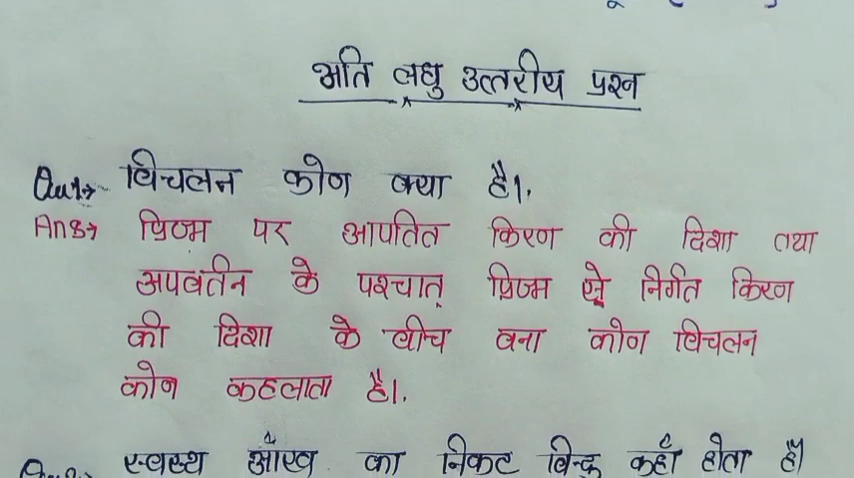 अति लघु उत्तरीय प्रश्न
Qu1→ विचलन कोण क्या है।.
Ans→ प्रिज्म पर आपतित किरण की दिशा तथा
अपवर्तन के पश्चात् प्रिज्म से निर्गत किरण
की दिशा के बीच बना कोण विचलन
कोण कहलाता है।.
स्वस्थ आँख का निकट बिन्दु कहाँ होता है